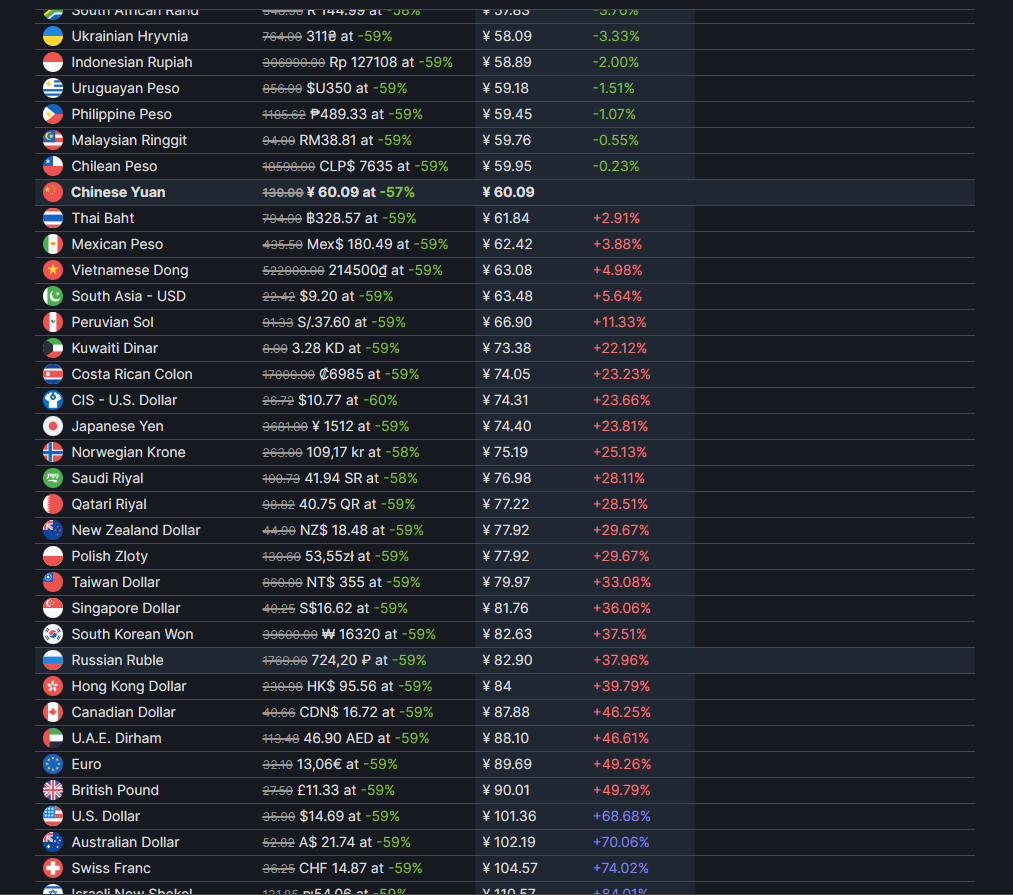 South African Rand 340.98 R 144.99 at -58% ¥ 57.83 -3.76%
Ukrainian Hryvnia 764.00 311₴ at -59% ¥ 58.09 -3.33%
Indonesian Rupiah 306990.00 Rp 127108 at -59% ¥ 58.89 -2.00%
Uruguayan Peso 856.00 $U350 at -59% ¥ 59.18 -1.51%
Philippine Peso 1185.62 ₱489.33 at -59% ¥ 59.45 -1.07%
Malaysian Ringgit 94.00 RM38.81 at -59% ¥ 59.76 -0.55%
Chilean Peso 18598.00 CLP$ 7635 at -59% ¥ 59.95 -0.23%
Chinese Yuan 139.00 ¥ 60.09 at -57% ¥ 60.09
Thai Baht 794.00 ฿328.57 at -59% ¥ 61.84 +2.91%
Mexican Peso 435.50 Mex$ 180.49 at -59% ¥ 62.42 +3.88%
Vietnamese Dong 522000.00 214500₫ at -59% ¥ 63.08 +4.98%
South Asia - USD 22.42 $9.20 at -59% ¥ 63.48 +5.64%
Peruvian Sol 91.33 S/.37.60 at -59% ¥ 66.90 +11.33%
Kuwaiti Dinar 8.00 3.28 KD at -59% ¥ 73.38 +22.12%
Costa Rican Colon 17000.00 ₡6985 at -59% ¥ 74.05 +23.23%
CIS - U.S. Dollar 26.72 $10.77 at -60% ¥ 74.31 +23.66%
Japanese Yen 3681.00 ¥ 1512 at -59% ¥ 74.40 +23.81%
Norwegian Krone 263.00 109,17 kr at -58% ¥ 75.19 +25.13%
Saudi Riyal 100.73 41.94 SR at -58% ¥ 76.98 +28.11%
Qatari Riyal 98.82 40.75 QR at -59% ¥ 77.22 +28.51%
New Zealand Dollar 44.90 NZ$ 18.48 at -59% ¥ 77.92 +29.67%
Polish Zloty 130.60 53,55zł at -59% ¥ 77.92 +29.67%
Taiwan Dollar 860.00 NT$ 355 at -59% ¥ 79.97 +33.08%
Singapore Dollar 40.25 S$16.62 at -59% ¥ 81.76 +36.06%
South Korean Won 39600.00 ₩ 16320 at -59% ¥ 82.63 +37.51%
Russian Ruble 1769.00 724,20 ₽ at -59% ¥ 82.90 +37.96%
Hong Kong Dollar 230.98 HK$ 95.56 at -59% ¥ 84 +39.79%
Canadian Dollar 40.66 CDN$ 16.72 at -59% ¥ 87.88 +46.25%
U.A.E. Dirham 113.48 46.90 AED at -59% ¥ 88.10 +46.61%
Euro 32.10 13,06€ at -59% ¥ 89.69 +49.26%
British Pound 27.50 £11.33 at -59% ¥ 90.01 +49.79%
U.S. Dollar 35.90 $14.69 at -59% ¥ 101.36 +68.68%
Australian Dollar 52.82 A$ 21.74 at -59% ¥ 102.19 +70.06%
Swiss Franc 36.25 CHF 14.87 at -59% ¥ 104.57 +74.02%
Israeli New Shekel 131.85 ₪54.06 at -59% ¥ 110.57 +84.01%